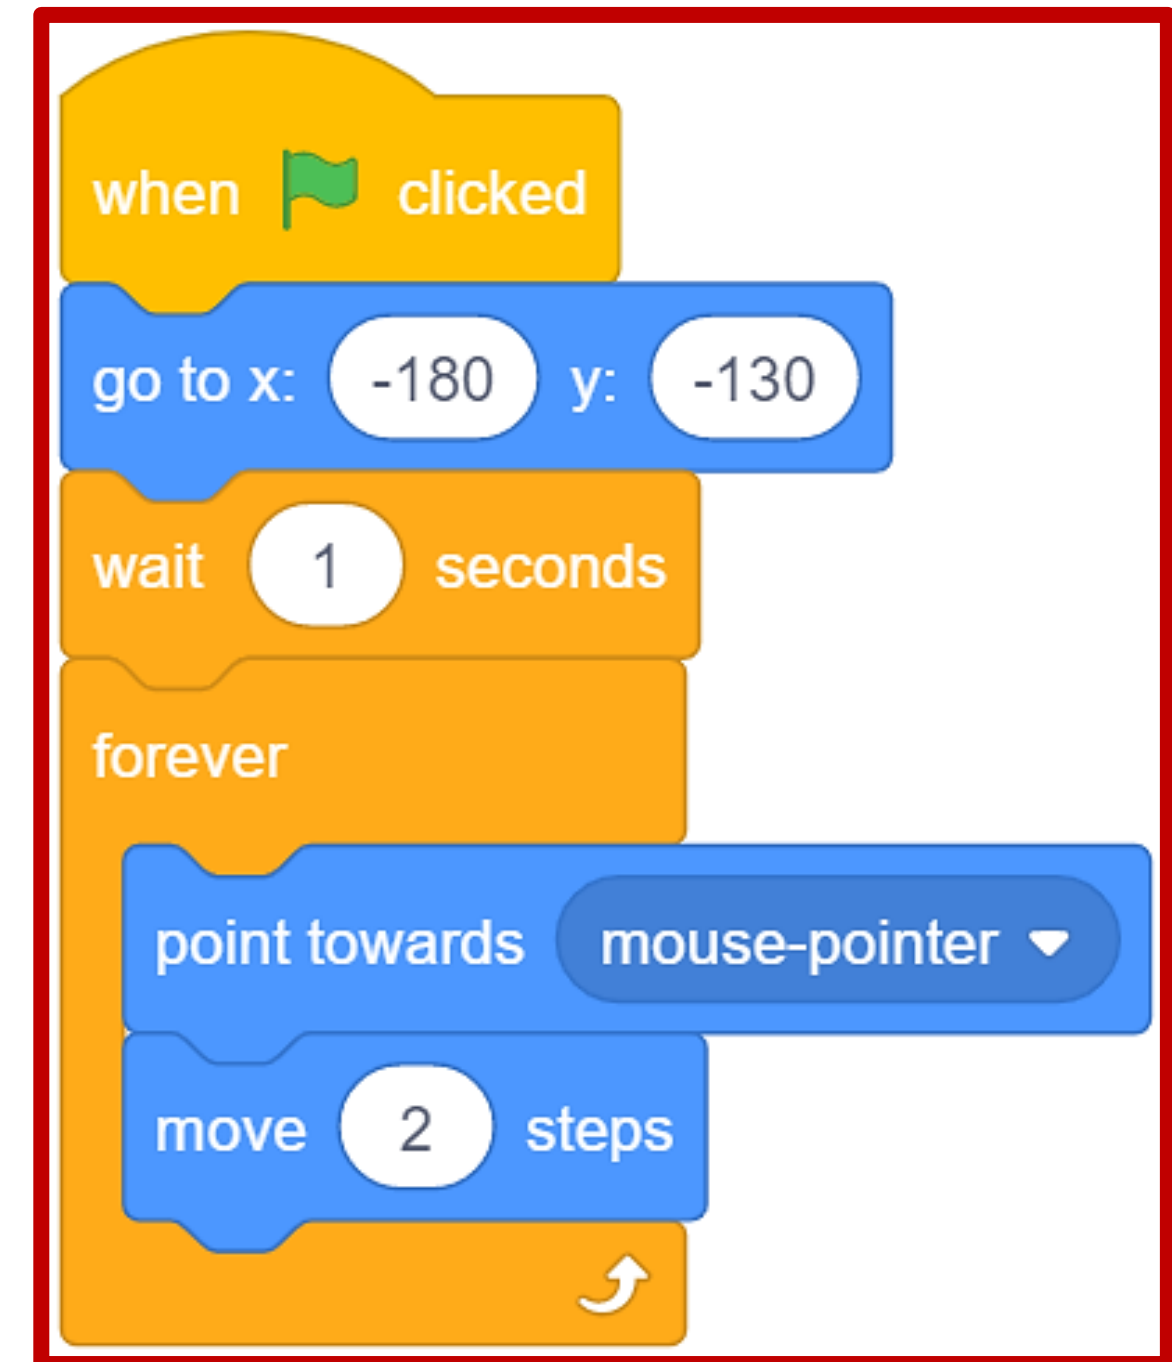 when clicked
go to x: -180 y: -130
wait 1 seconds
forever
point towards mouse-pointer
move 2 steps